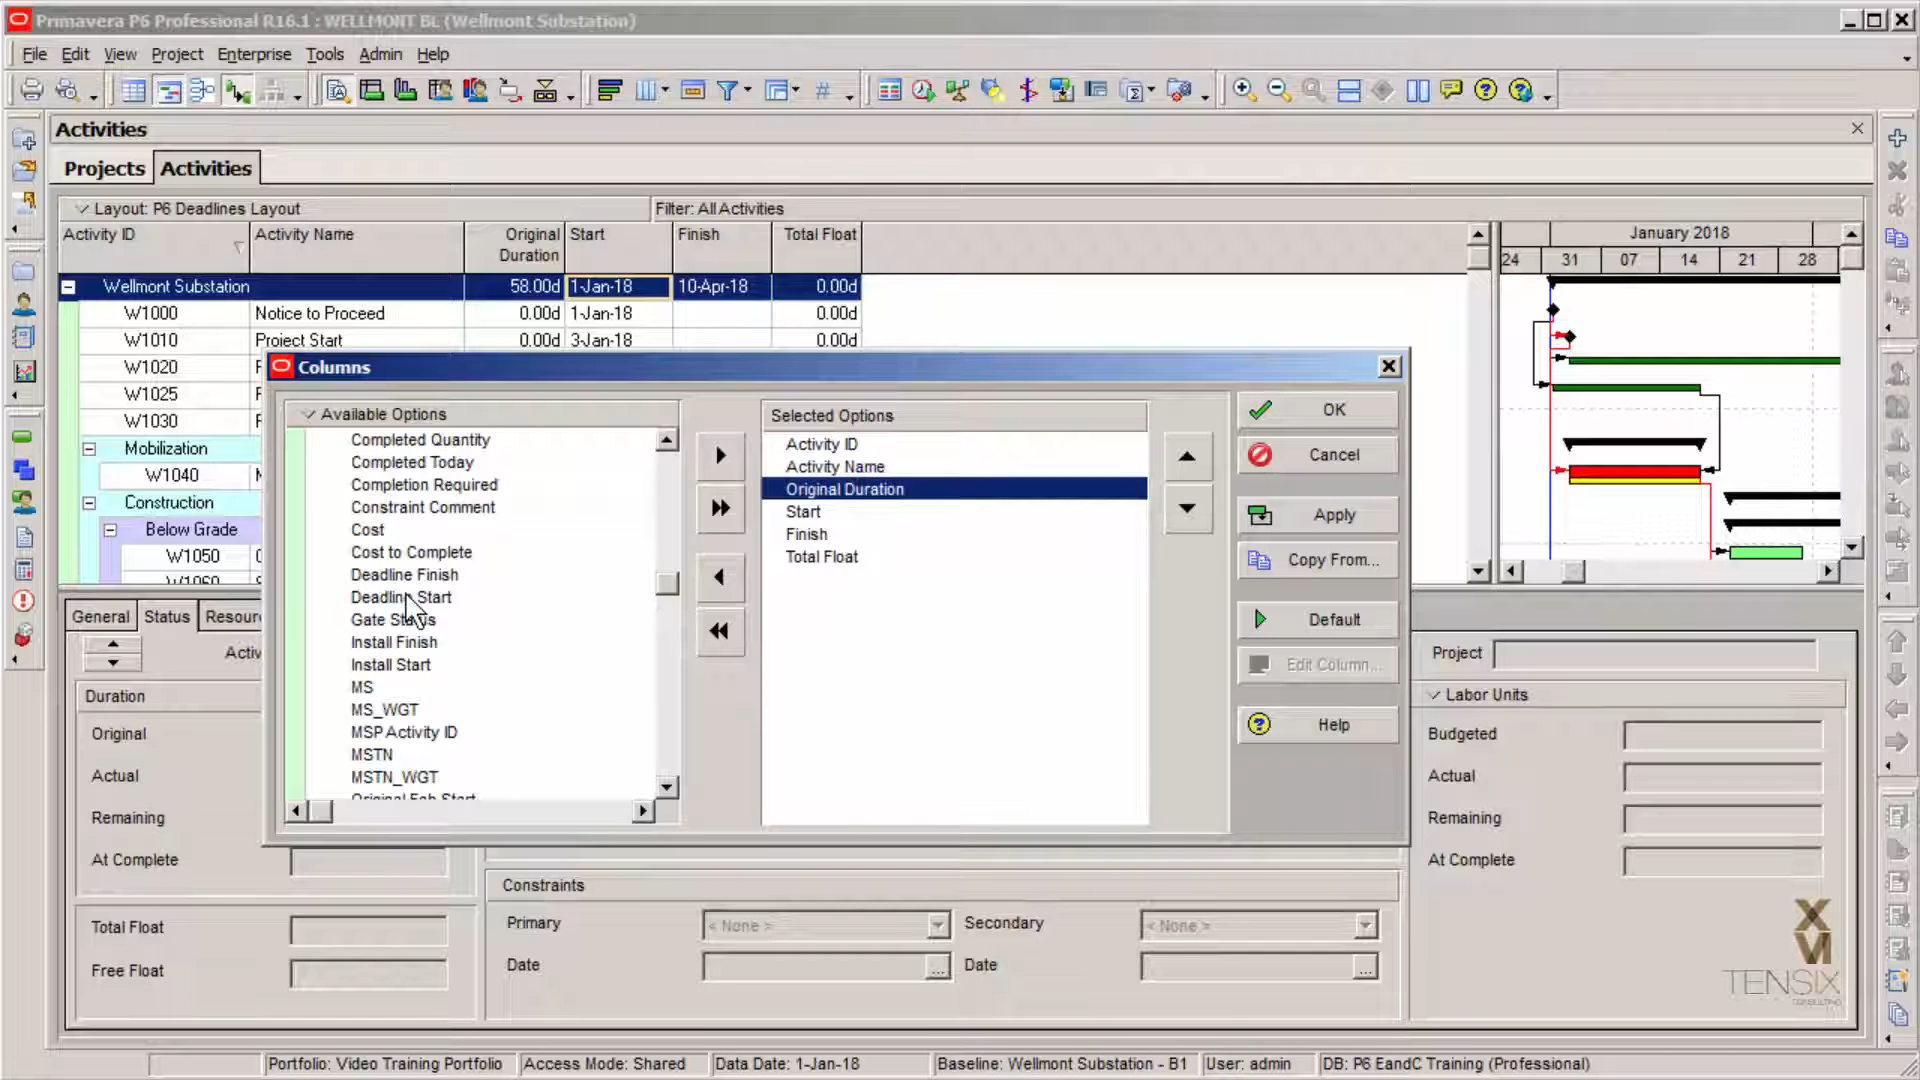 Primavera P6 Professional R16.1 : WELLMONT BL (Wellmont Substation)
File Edit View Project Enterprise Tools Admin Help
Activities
Projects Activities
Layout: P6 Deadlines Layout Filter: All Activities
Activity ID Activity Name Original Duration Start Finish Total Float
January 2018
24 31 07 14 21 28
Wellmont Substation 58.00d 1-Jan-18 10-Apr-18 0.00d
W1000 Notice to Proceed 0.00d 1-Jan-18 0.00d
W1010 Project Start 0.00d 3-Jan-18 0.00d
W1020
W1025
W1030
Mobilization
W1040
Construction
Below Grade
W1050
W1060
Columns
Available Options
Completed Quantity
Completed Today
Completion Required
Constraint Comment
Cost
Cost to Complete
Deadline Finish
Deadline Start
Gate Status
Install Finish
Install Start
MS
MS_WGT
MSP Activity ID
MSTN
MSTN_WGT
Original Fab Start
Selected Options
Activity ID
Activity Name
Original Duration
Start
Finish
Total Float
OK
Cancel
Apply
Copy From...
Default
Edit Column...
Help
General Status Resour
Activ
Project
Duration
Original
Actual
Remaining
At Complete
Total Float
Free Float
Constraints
Primary < None > Secondary < None >
Date ... Date ...
Labor Units
Budgeted
Actual
Remaining
At Complete
TENSIX
CONSULTING
Portfolio: Video Training Portfolio Access Mode: Shared Data Date: 1-Jan-18 Baseline: Wellmont Substation - B1 User: admin DB: P6 EandC Training (Professional)